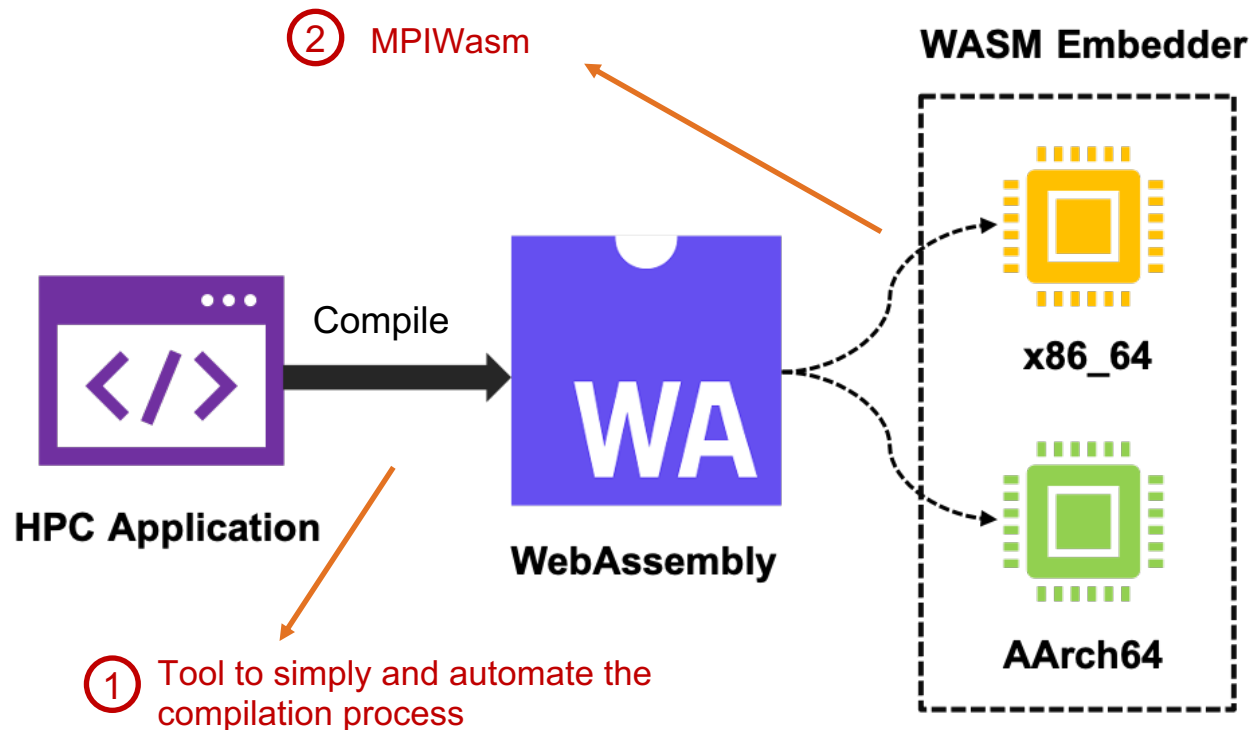 2 MPIWasm
WASM Embedder
</>
Compile
WA
x86_64
HPC Application
WebAssembly
AArch64
1 Tool to simply and automate the
compilation process